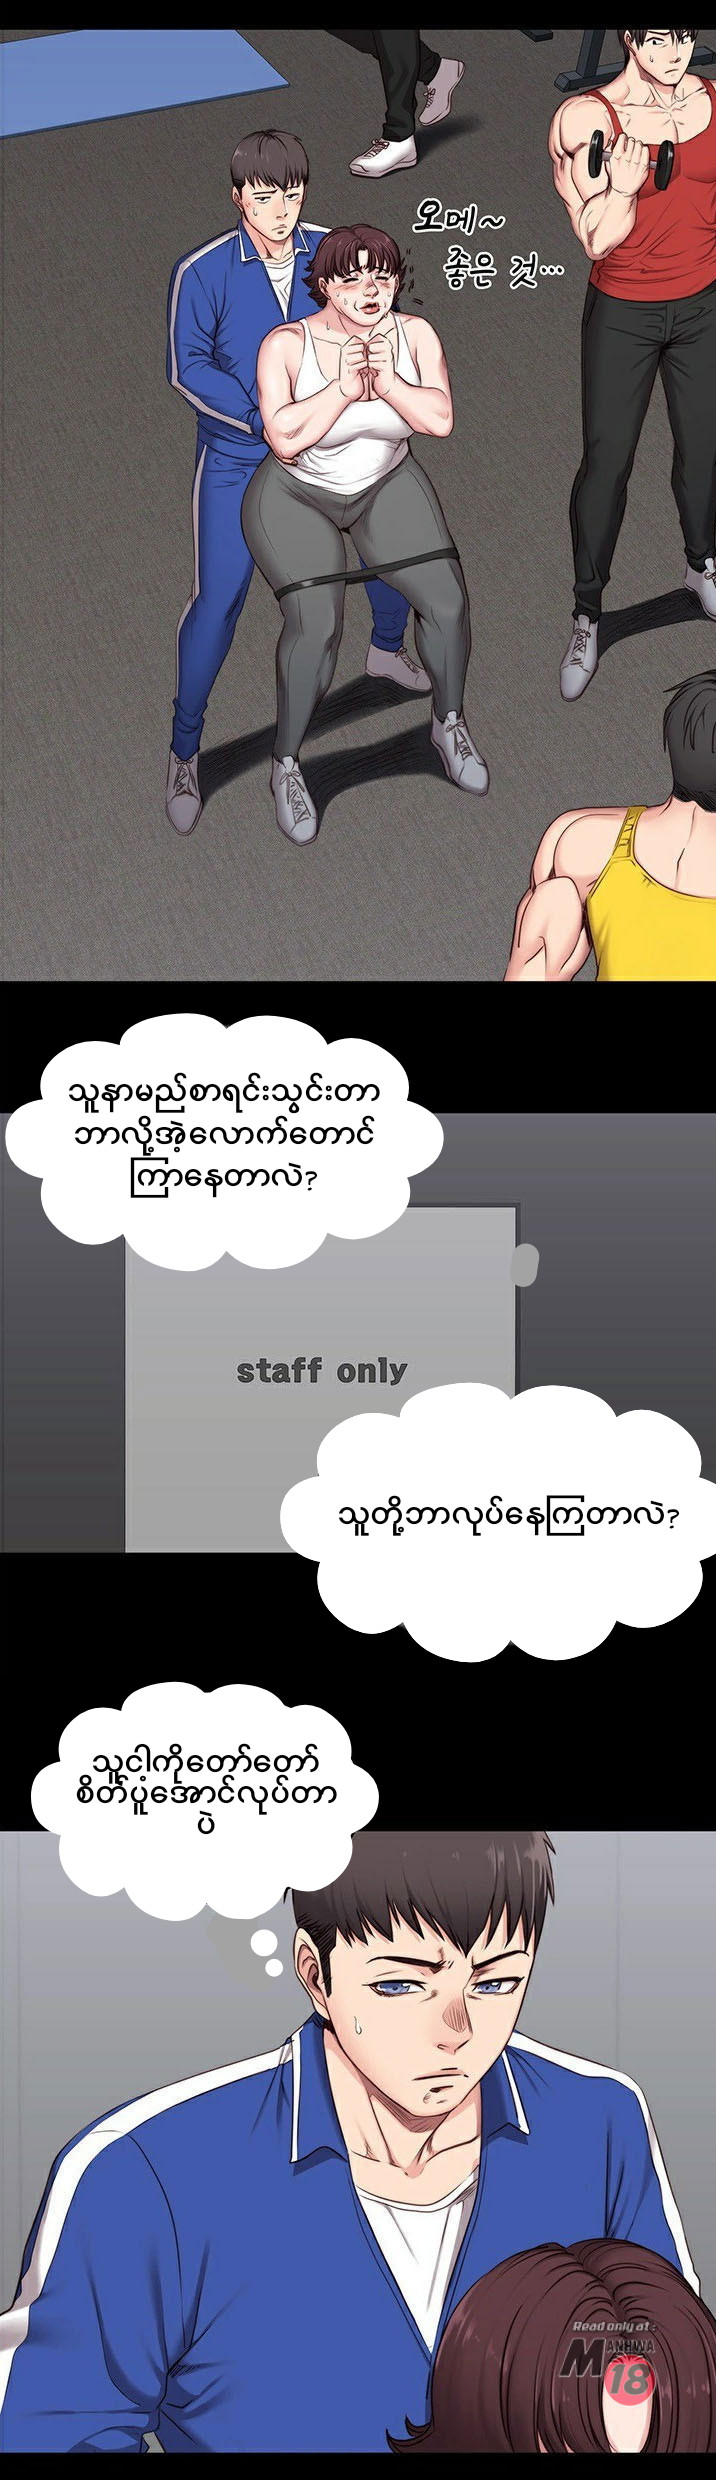 오메~
좋은 것...
သူနာမည်စာရင်းသွင်းတာ
ဘာလို့အဲ့လောက်တောင်
ကြာနေတာလဲ?
staff only
သူတို့ဘာလုပ်နေကြတာလဲ?
သူငါ့ကိုတော်တော်
စိတ်ပူအောင်လုပ်တာ
ပဲ
Read only at :
MANHWA
18